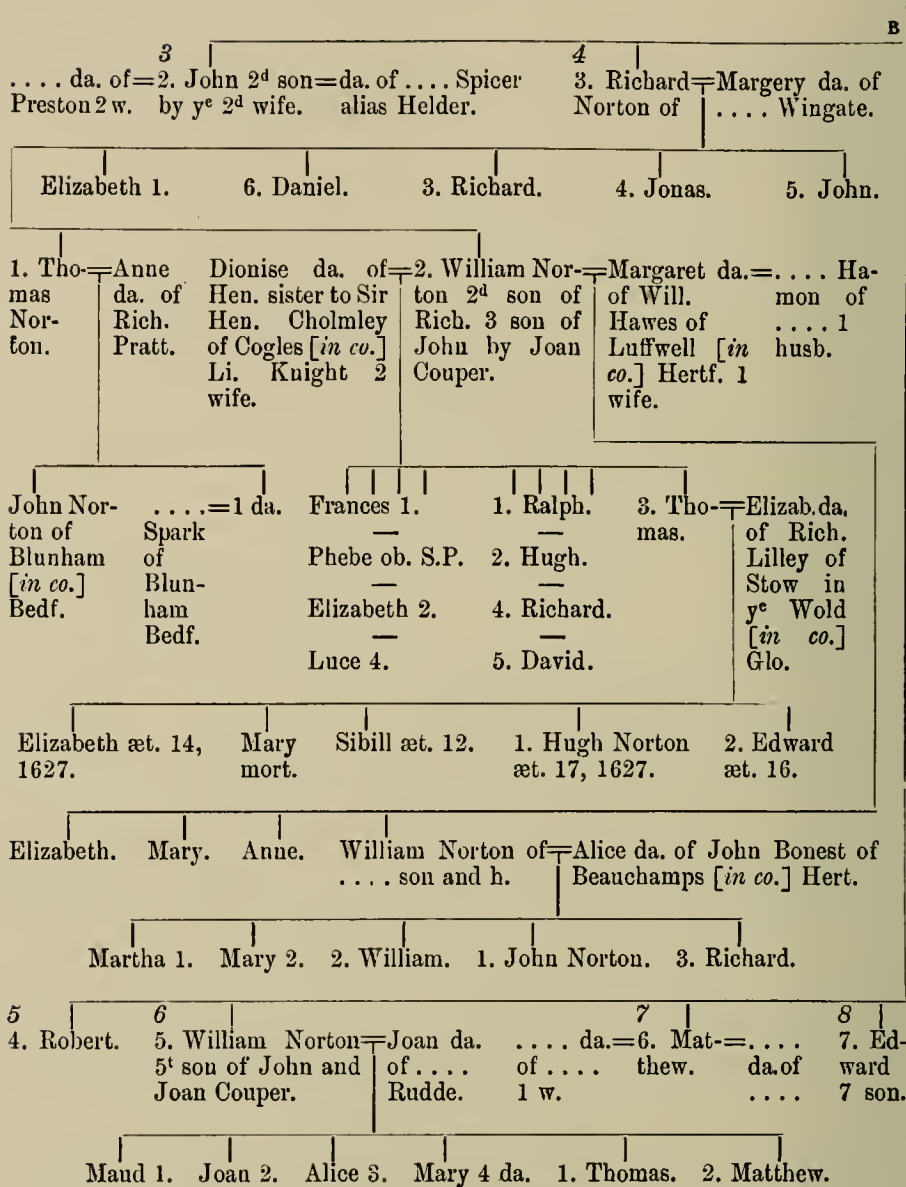 B
3 4
. . . . da. of=2. John 2d son=da. of . . . . Spicer 3. Richard=Margery da. of
Preston 2 w. by ye 2d wife. alias Helder. Norton of . . . . Wingate.
Elizabeth 1. 6. Daniel. 3. Richard. 4. Jonas. 5. John.
1. Tho-=Anne Dionise da. of=2. William Nor-=Margaret da.=. . . . Ha-
mas da. of Hen. sister to Sir ton 2d son of of Will. mon of
Nor- Rich. Hen. Cholmley Rich. 3 son of Hawes of . . . . 1
ton. Pratt. of Cogles [in co.] John by Joan Luffwell [in husb.
Li. Knight 2 Couper. co.] Hertf. 1
wife. wife.
John Nor- . . . .=1 da. Frances 1. 1. Ralph. 3. Tho-=Elizab. da.
ton of Spark — — mas. of Rich.
Blunham of Phebe ob. S.P. 2. Hugh. Lilley of
[in co.] Blun- — — Stow in
Bedf. ham Elizabeth 2. 4. Richard. ye Wold
Bedf. — — [in co.]
Luce 4. 5. David. Glo.
Elizabeth æt. 14, Mary Sibill æt. 12. 1. Hugh Norton 2. Edward
1627. mort. æt. 17, 1627. æt. 16.
Elizabeth. Mary. Anne. William Norton of=Alice da. of John Bonest of
. . . . son and h. Beauchamps [in co.] Hert.
Martha 1. Mary 2. 2. William. 1. John Norton. 3. Richard.
5 6 7 8
4. Robert. 5. William Norton=Joan da. . . . . da.=6. Mat-=. . . . 7. Ed-
5t son of John and of . . . . of . . . . thew. da. of ward
Joan Couper. Rudde. 1 w. . . . . 7 son.
Maud 1. Joan 2. Alice 3. Mary 4 da. 1. Thomas. 2. Matthew.